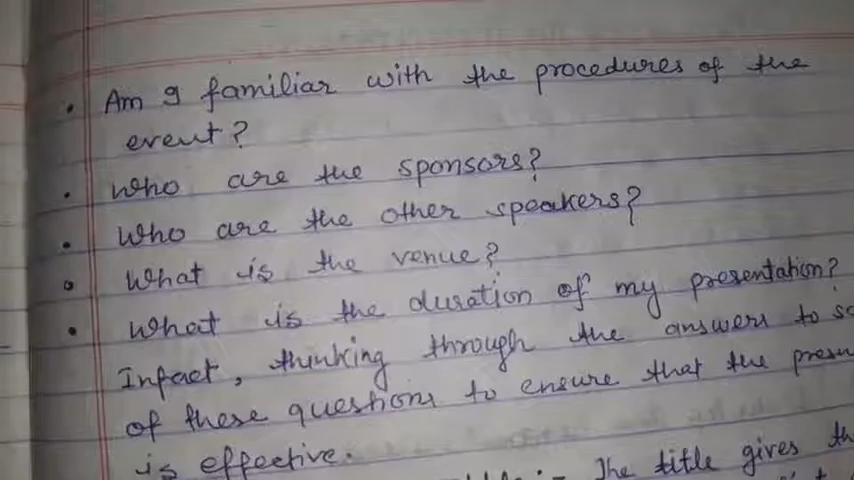 • Am I familiar with the procedures of the
event?
• Who are the sponsors?
• Who are the other speakers?
• What is the venue?
• What is the duration of my presentation?
Infact, thinking through the answers to
of these questions to ensure that the
is effective.
:- The title gives